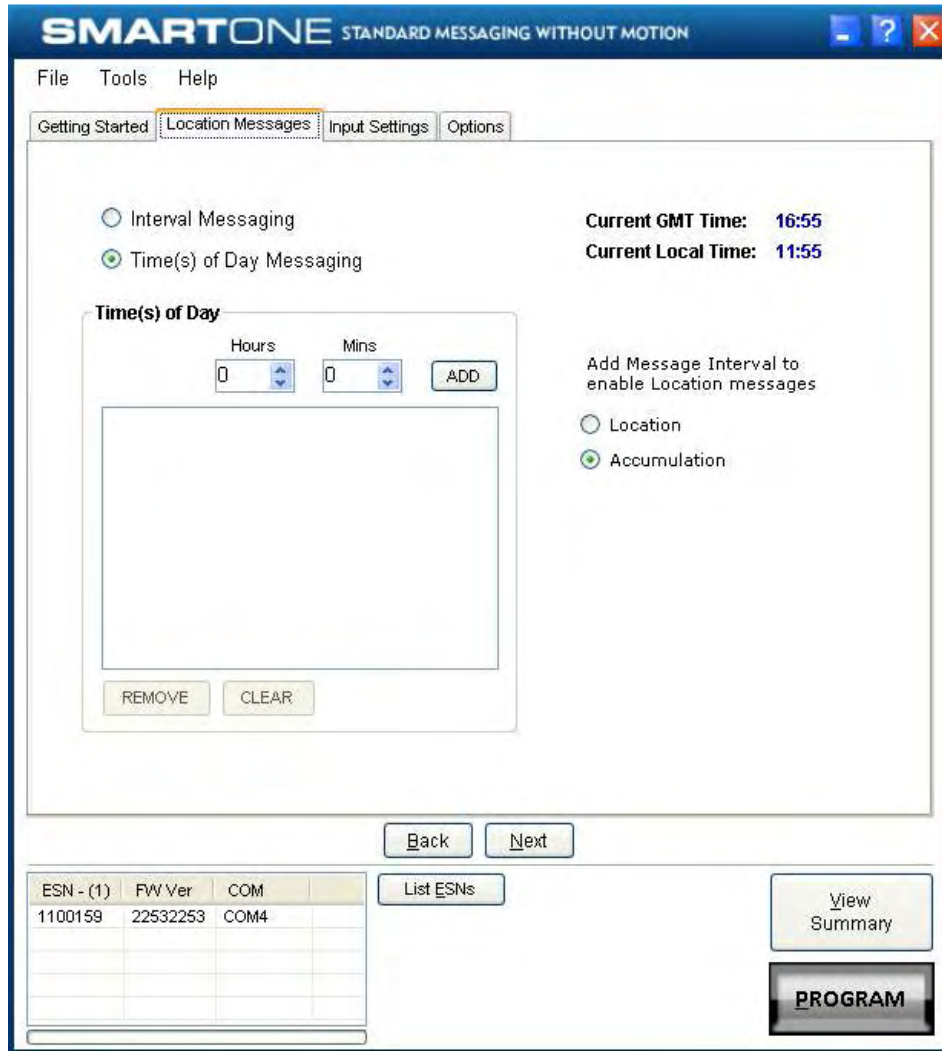 SMARTONE STANDARD MESSAGING WITHOUT MOTION ?
File Tools Help
Getting Started Location Messages Input Settings Options
Interval Messaging
Time(s) of Day Messaging
Current GMT Time: 16:55
Current Local Time: 11:55
Time(s) of Day
Hours Mins
0 0 ADD
Add Message Interval to
enable Location messages
Location
Accumulation
REMOVE CLEAR
Back Next
ESN - (1) FW Ver COM
1100159 22532253 COM4
List ESNs
View
Summary
PROGRAM